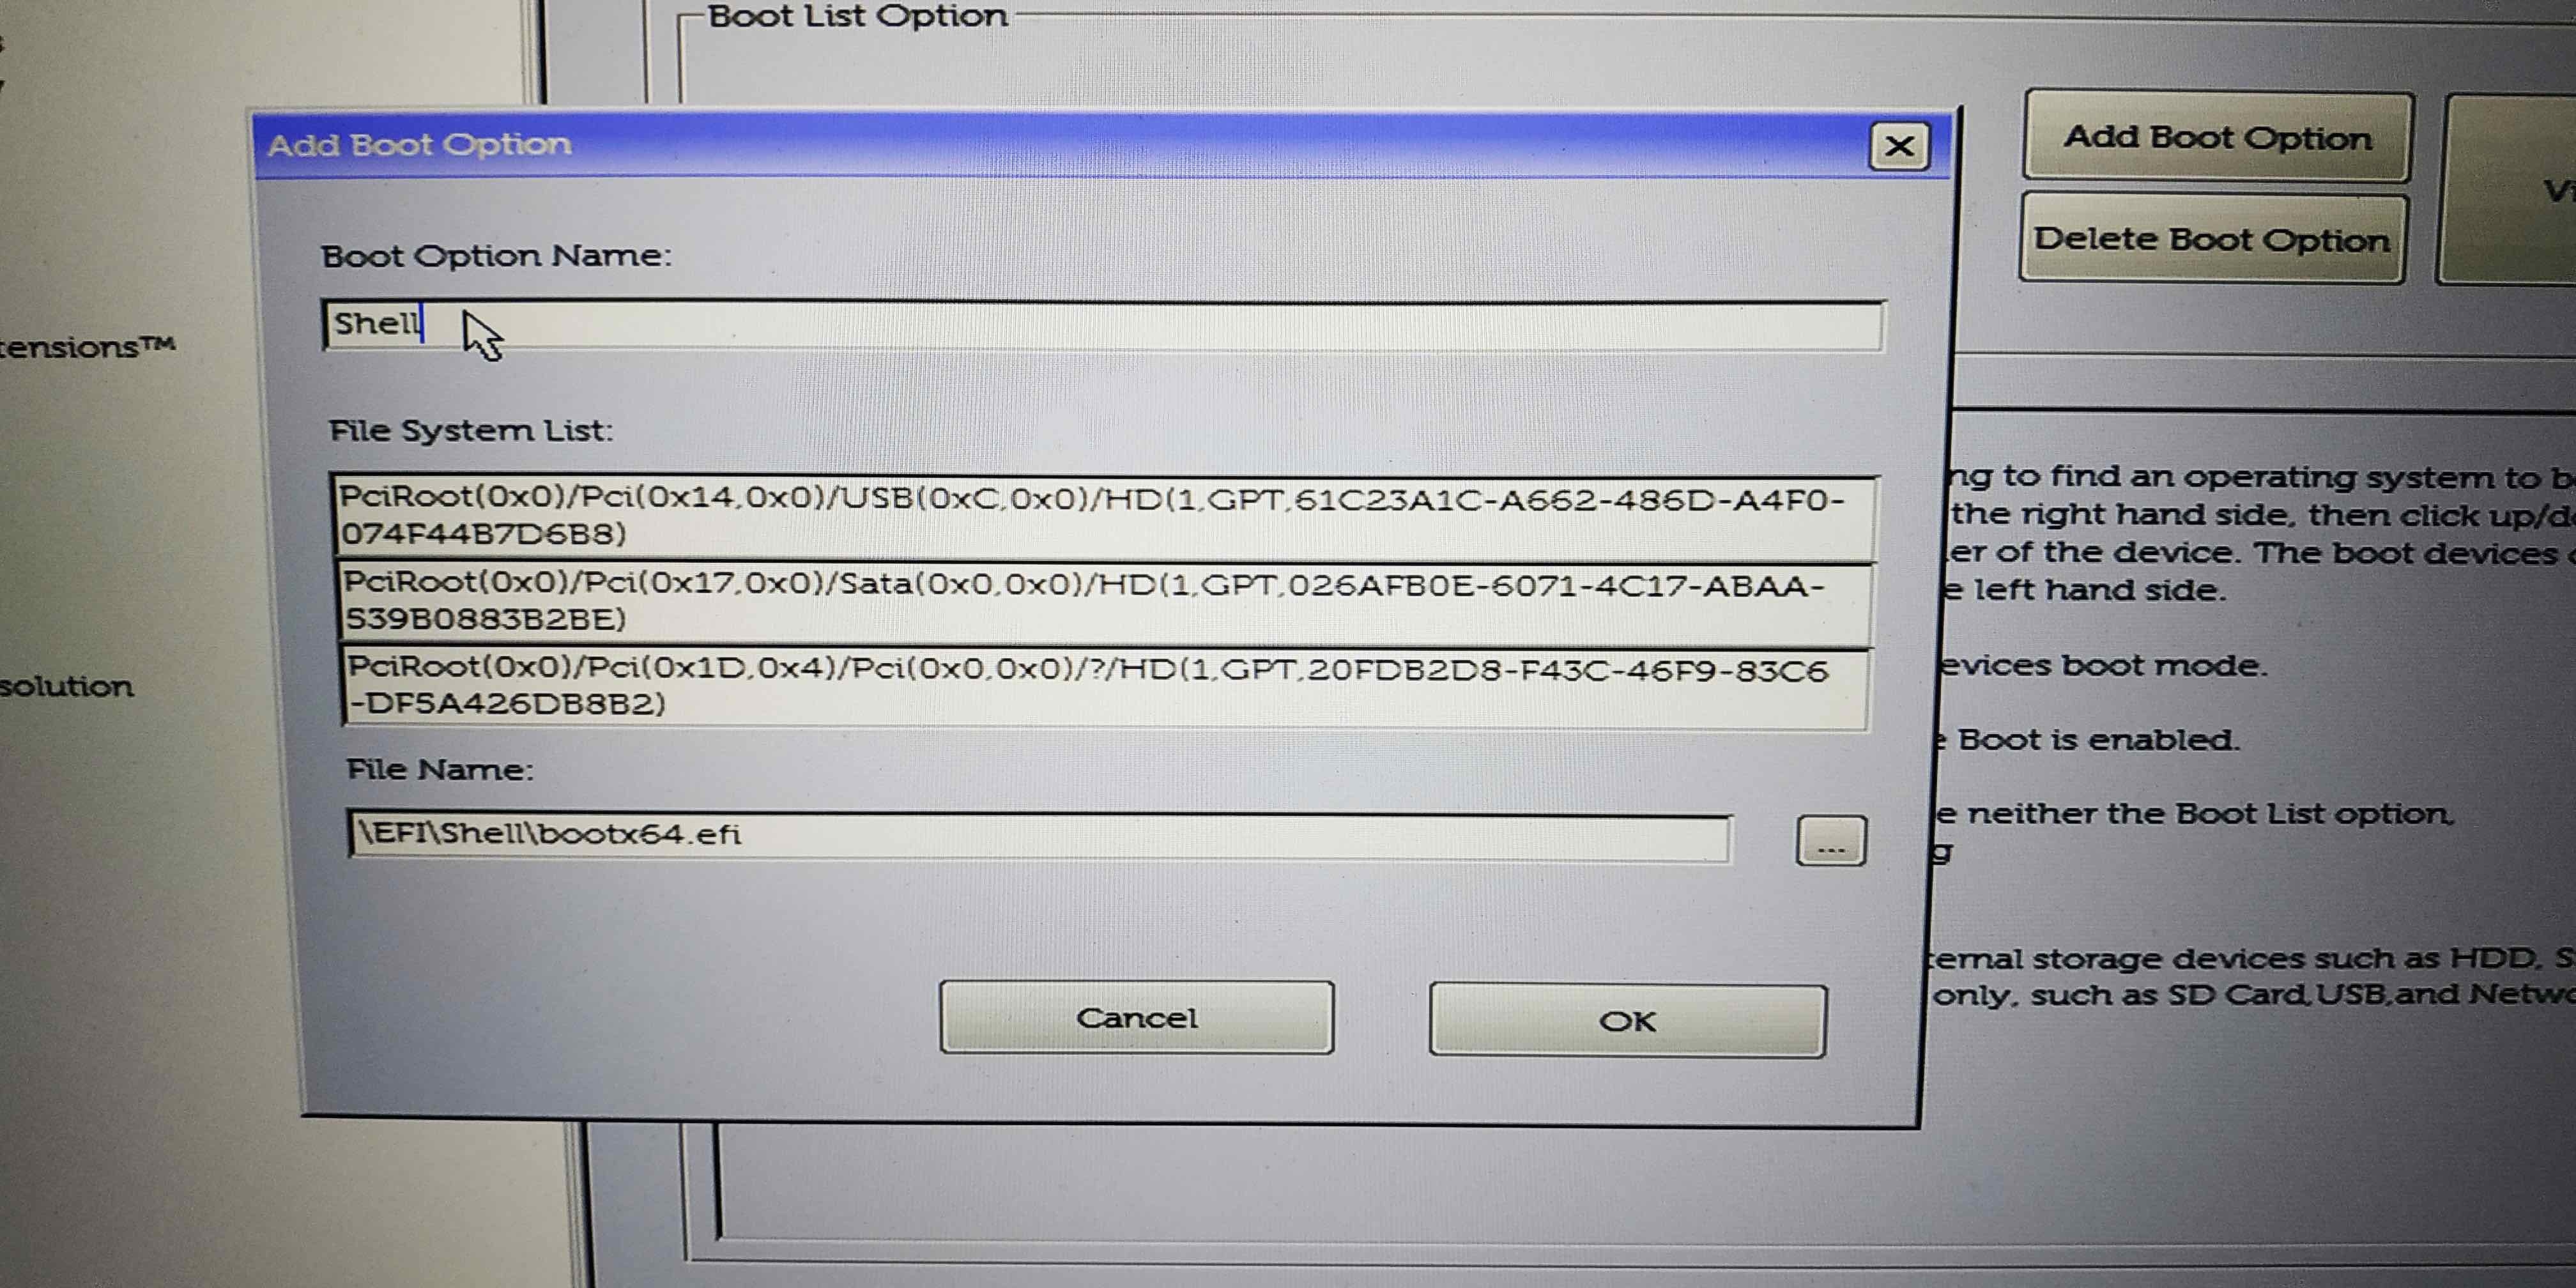 Boot List Option
Add Boot Option
Add Boot Option
Delete Boot Option
Boot Option Name:
Shell
tensions™
File System List:
PciRoot(0x0)/Pci(0x14,0x0)/USB(0xC,0x0)/HD(1,GPT,61C23A1C-A662-486D-A4F0-
074F44B7D6B8)
PciRoot(0x0)/Pci(0x17,0x0)/Sata(0x0,0x0)/HD(1,GPT,026AFB0E-6071-4C17-ABAA-
539B0883B2BE)
PciRoot(0x0)/Pci(0x1D,0x4)/Pci(0x0,0x0)/?/HD(1,GPT,20FDB2D8-F43C-46F9-83C6
-DF5A426DB8B2)
File Name:
\EFI\Shell\bootx64.efi
...
Cancel
OK
solution
ng to find an operating system to b
the right hand side, then click up/d
er of the device. The boot devices
e left hand side.
evices boot mode.
e Boot is enabled.
e neither the Boot List option,
g
ternal storage devices such as HDD, S
only, such as SD Card,USB,and Netwo